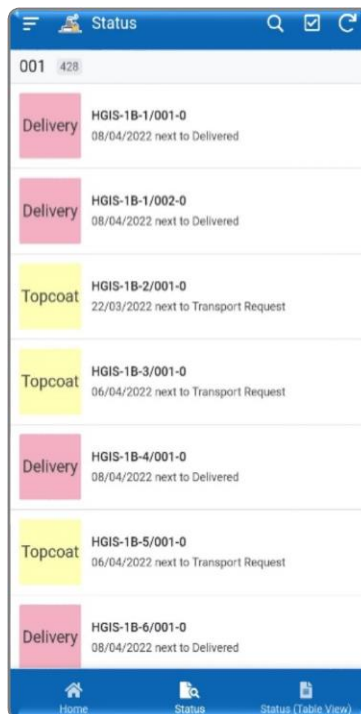 Status
001 428
Delivery
HGIS-1B-1/001-0
08/04/2022 next to Delivered
Delivery
HGIS-1B-1/002-0
08/04/2022 next to Delivered
Topcoat
HGIS-1B-2/001-0
22/03/2022 next to Transport Request
Topcoat
HGIS-1B-3/001-0
06/04/2022 next to Transport Request
Delivery
HGIS-1B-4/001-0
08/04/2022 next to Delivered
Topcoat
HGIS-1B-5/001-0
06/04/2022 next to Transport Request
Delivery
HGIS-1B-6/001-0
08/04/2022 next to Delivered
Home Status Status (Table View)